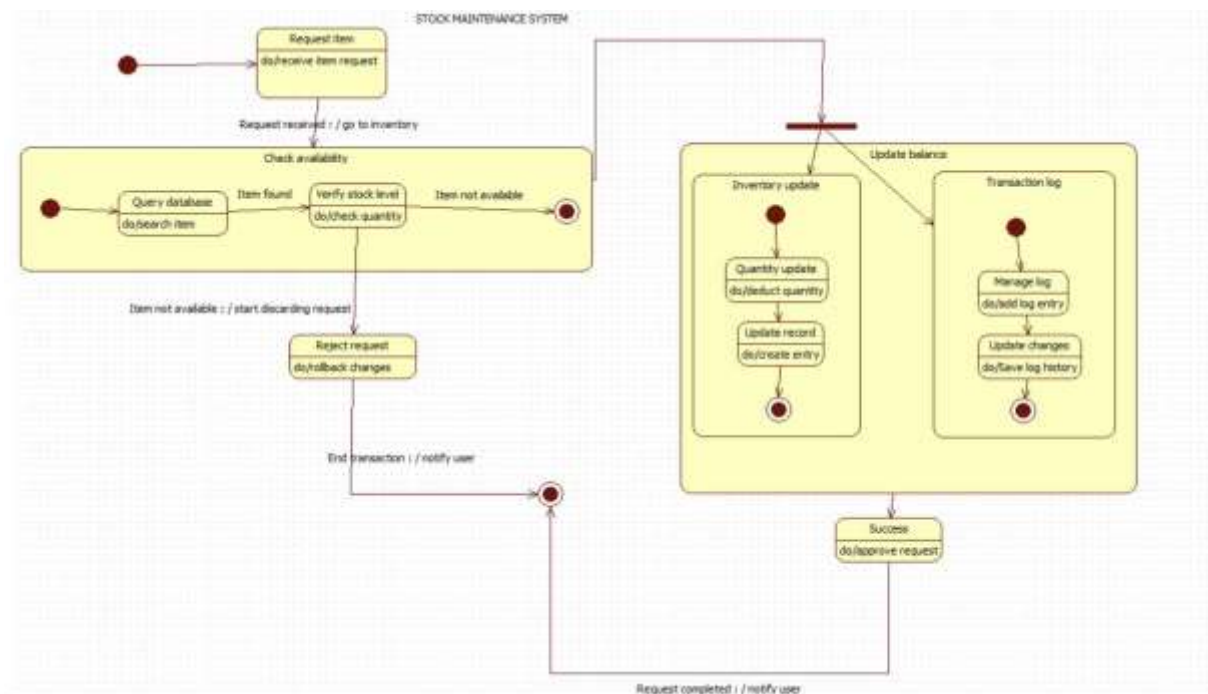 STOCK MAINTENANCE SYSTEM
Request item
do/receive item request
Request received : / go to inventory
Check availability
Query database
do/search item
Item found
Verify stock level
do/check quantity
Item not available
Item not available : / start discarding request
Reject request
do/rollback changes
End transaction : / notify user
Update balance
Inventory update
Quantity update
do/deduct quantity
Update record
do/create entry
Transaction log
Manage log
do/add log entry
Update changes
do/Save log history
Success
do/approve request
Request completed : / notify user